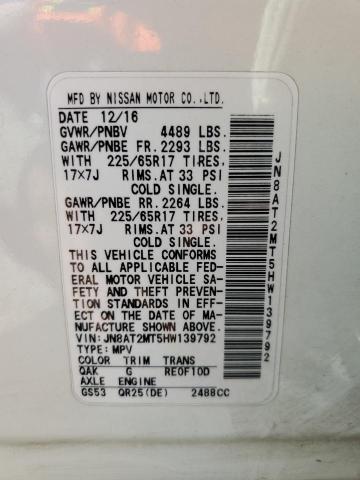 MFD BY NISSAN MOTOR CO.,LTD.
DATE 12/16
GVWR/PNBV 4489 LBS.
GAWR/PNBE FR. 2293 LBS.
WITH 225/65R17 TIRES,
17×7J RIMS.AT 33 PSI
COLD SINGLE.
GAWR/PNBE RR. 2264 LBS.
WITH 225/65R17 TIRES,
17×7J RIMS.AT 33 PSI
COLD SINGLE.
THIS VEHICLE CONFORMS
TO ALL APPLICABLE FED-
ERAL MOTOR VEHICLE SA-
FETY AND THEFT PREVEN-
TION STANDARDS IN EFF-
ECT ON THE DATE OF MA-
NUFACTURE SHOWN ABOVE.
VIN:JN8AT2MT5HW139792
TYPE:MPV
COLOR TRIM TRANS
QAK G RE0F10D
AXLE ENGINE
GS53 QR25(DE) 2488CC
JN8AT2MT5HW139792